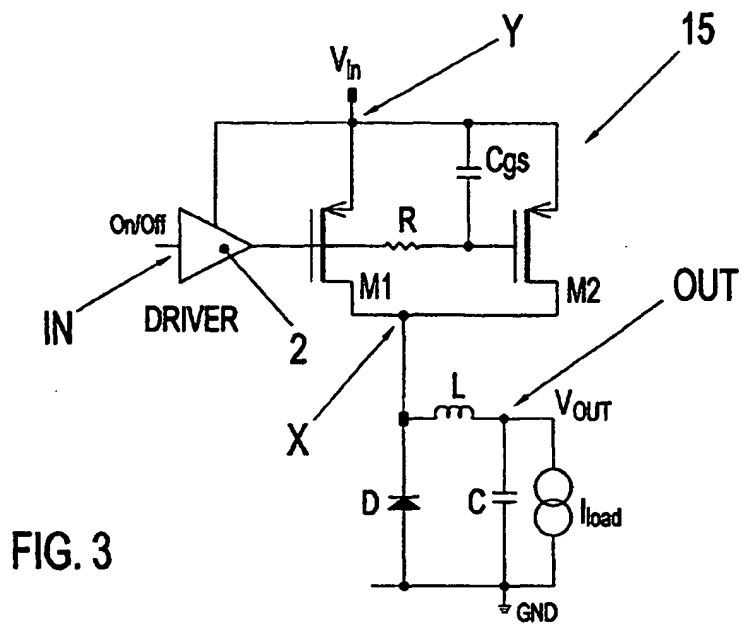 Y
15
Vin
Cgs
On/Off
R
M1
M2
IN
DRIVER
2
OUT
X
L
VOUT
D
C
Iload
FIG. 3
GND